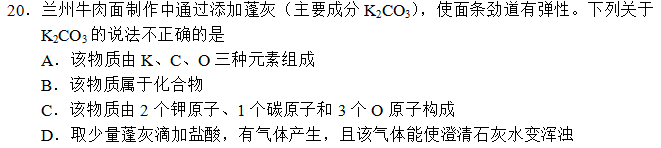 20．兰州牛肉面制作中通过添加蓬灰（主要成分 K₂CO₃），使面条劲道有弹性。下列关于
K₂CO₃ 的说法不正确的是
A．该物质由 K、C、O 三种元素组成
B．该物质属于化合物
C．该物质由 2 个钾原子、1 个碳原子和 3 个 O 原子构成
D．取少量蓬灰滴加盐酸，有气体产生，且该气体能使澄清石灰水变浑浊